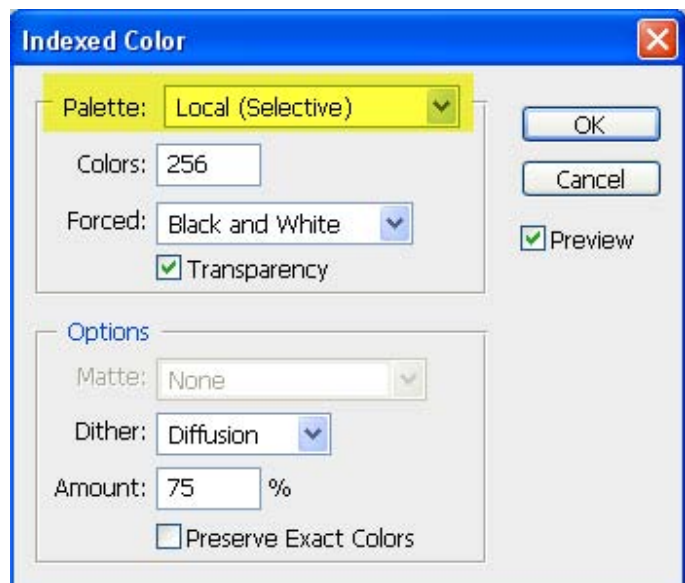 Indexed Color
Palette: Local (Selective)
OK
Colors: 256
Cancel
Forced: Black and White
Preview
Transparency
Options
Matte: None
Dither: Diffusion
Amount: 75 %
Preserve Exact Colors